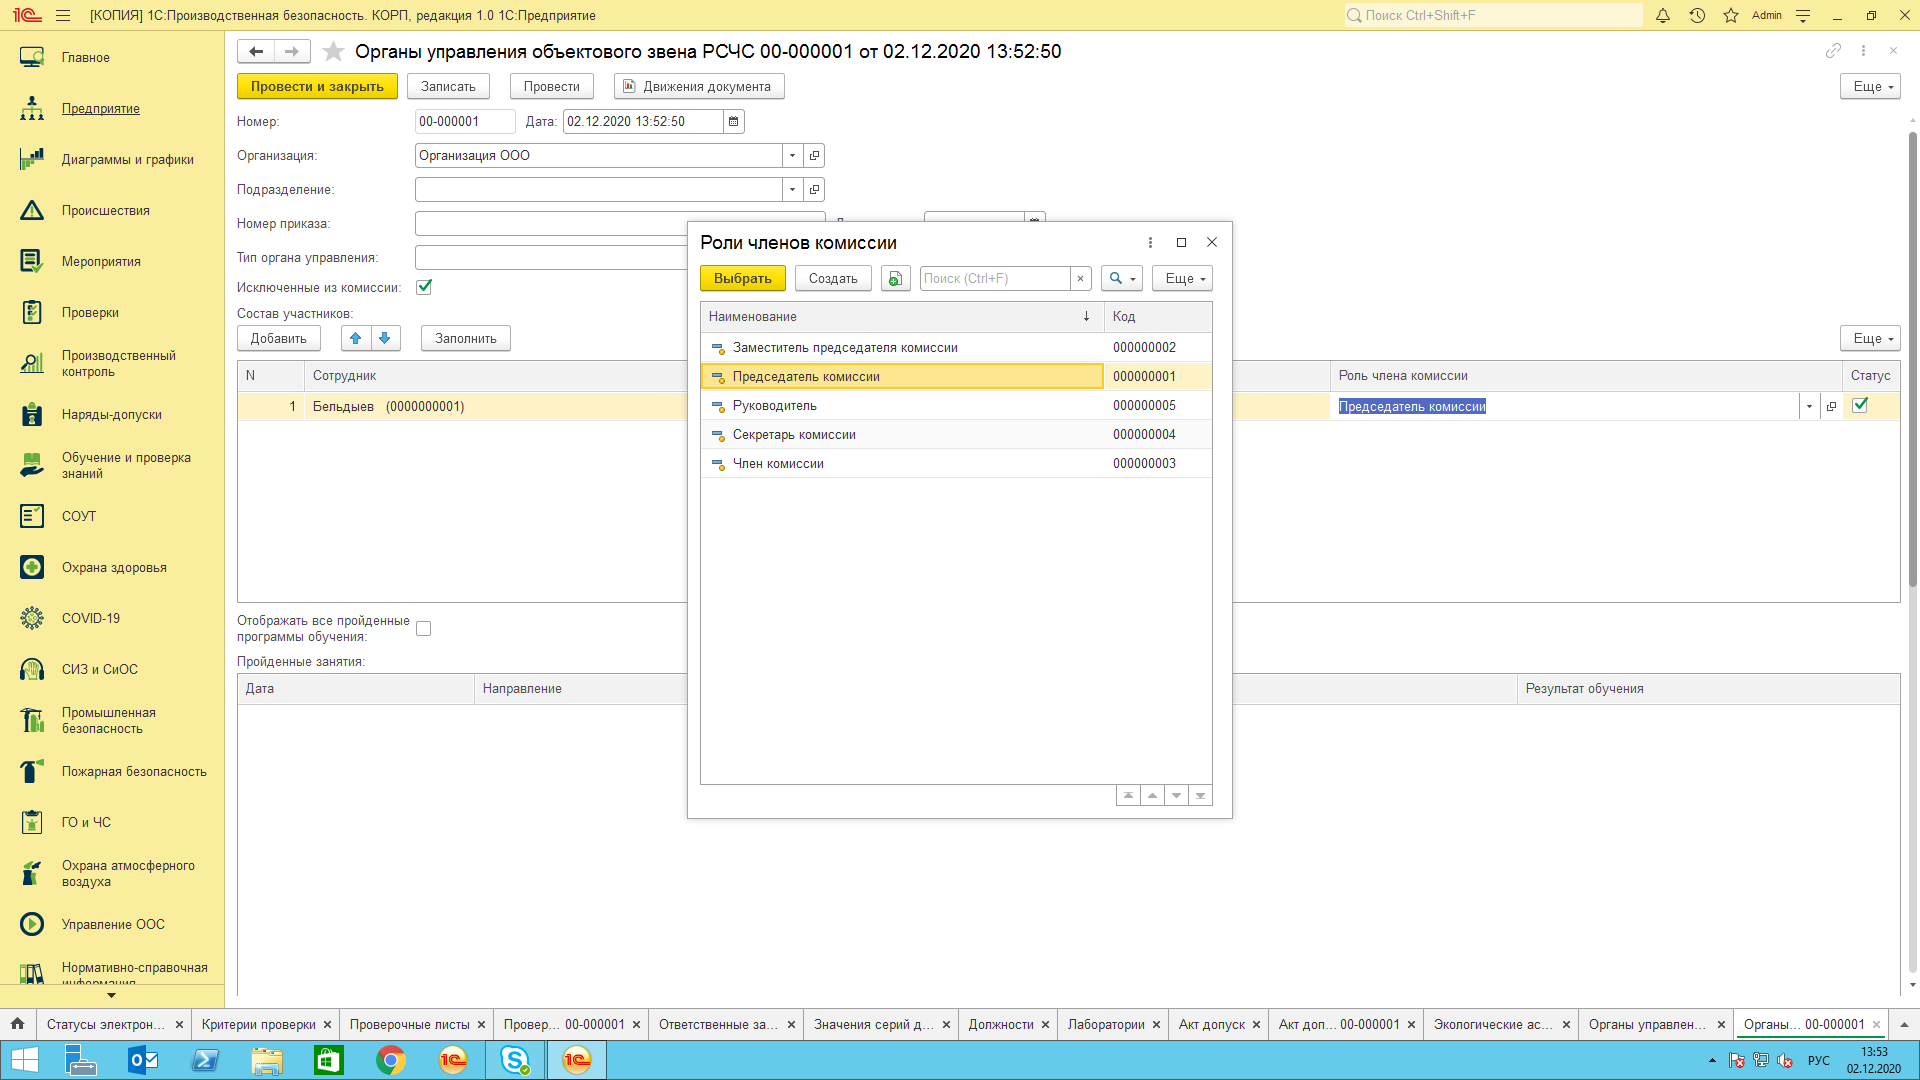 [КОПИЯ] 1С:Производственная безопасность. КОРП, редакция 1.0 1С:Предприятие
Поиск Ctrl+Shift+F
Admin
Главное
Предприятие
Диаграммы и графики
Происшествия
Мероприятия
Проверки
Производственный
контроль
Наряды-допуски
Обучение и проверка
знаний
СОУТ
Охрана здоровья
COVID-19
СИЗ и СиОС
Промышленная
безопасность
Пожарная безопасность
ГО и ЧС
Охрана атмосферного
воздуха
Управление ООС
Нормативно-справочная
информация
Органы управления объектового звена РСЧС 00-000001 от 02.12.2020 13:52:50
Провести и закрыть
Записать
Провести
Движения документа
Еще
Номер:
00-000001
Дата:
02.12.2020 13:52:50
Организация:
Организация ООО
Подразделение:
Номер приказа:
Тип органа управления:
Исключенные из комиссии:
Состав участников:
Добавить
Заполнить
Еще
N
Сотрудник
Роль члена комиссии
Статус
1
Бельдыев (0000000001)
Председатель комиссии
Отображать все пройденные
программы обучения:
Пройденные занятия:
Дата
Направление
Результат обучения
Роли членов комиссии
Выбрать
Создать
Поиск (Ctrl+F)
Еще
Наименование
Код
Заместитель председателя комиссии
000000002
Председатель комиссии
000000001
Руководитель
000000005
Секретарь комиссии
000000004
Член комиссии
000000003
Статусы электрон...
Критерии проверки
Проверочные листы
Провер... 00-000001
Ответственные за...
Значения серий д...
Должности
Лаборатории
Акт допуск
Акт доп... 00-000001
Экологические ас...
Органы управлен...
Органы... 00-000001
РУС
13:53
02.12.2020